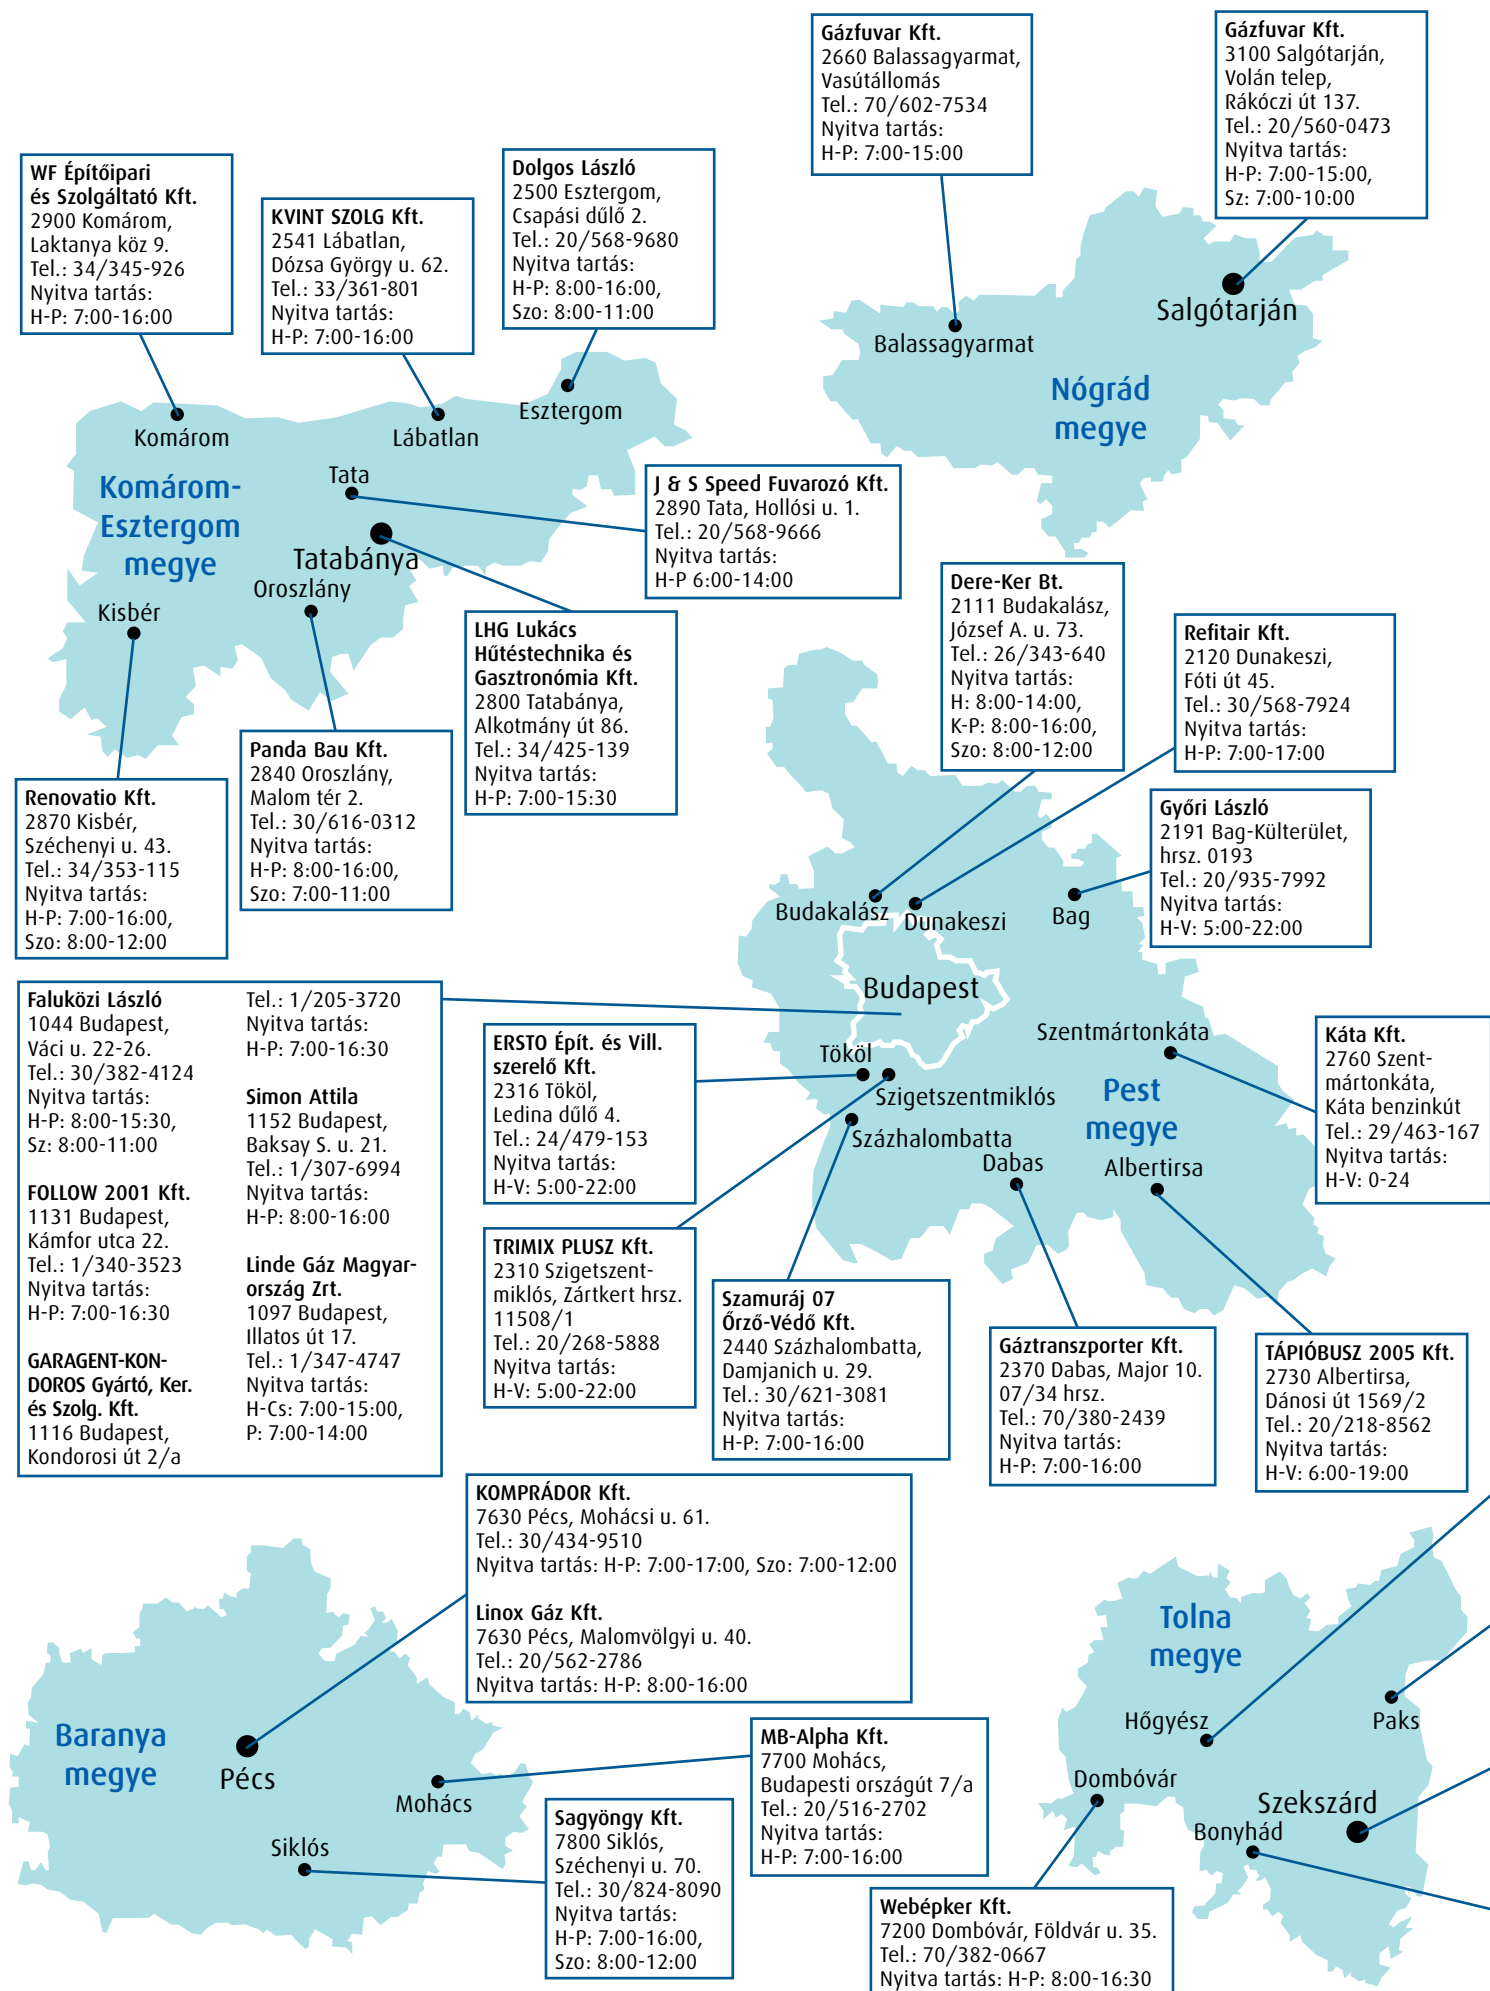 Gázfuvar Kft.
2660 Balassagyarmat,
Vasútállomás
Tel.: 70/602-7534
Nyitva tartás:
H-P: 7:00-15:00
Gázfuvar Kft.
3100 Salgótarján,
Volán telep,
Rákóczi út 137.
Tel.: 20/560-0473
Nyitva tartás:
H-P: 7:00-15:00,
Sz: 7:00-10:00
WF Építőipari
és Szolgáltató Kft.
2900 Komárom,
Laktanya köz 9.
Tel.: 34/345-926
Nyitva tartás:
H-P: 7:00-16:00
KVINT SZOLG Kft.
2541 Lábatlan,
Dózsa György u. 62.
Tel.: 33/361-801
Nyitva tartás:
H-P: 7:00-16:00
Dolgos László
2500 Esztergom,
Csapási dűlő 2.
Tel.: 20/568-9680
Nyitva tartás:
H-P: 8:00-16:00,
Szo: 8:00-11:00
Salgótarján
Balassagyarmat
Nógrád
megye
Esztergom
Komárom
Lábatlan
Tata
Komárom-
Esztergom
megye
Tatabánya
Oroszlány
Kisbér
J & S Speed Fuvarozó Kft.
2890 Tata, Hollósi u. 1.
Tel.: 20/568-9666
Nyitva tartás:
H-P 6:00-14:00
LHG Lukács
Hűtéstechnika és
Gasztronómia Kft.
2800 Tatabánya,
Alkotmány út 86.
Tel.: 34/425-139
Nyitva tartás:
H-P: 7:00-15:30
Panda Bau Kft.
2840 Oroszlány,
Malom tér 2.
Tel.: 30/616-0312
Nyitva tartás:
H-P: 8:00-16:00,
Szo: 7:00-11:00
Renovatio Kft.
2870 Kisbér,
Széchenyi u. 43.
Tel.: 34/353-115
Nyitva tartás:
H-P: 7:00-16:00,
Szo: 8:00-12:00
Dere-Ker Bt.
2111 Budakalász,
József A. u. 73.
Tel.: 26/343-640
Nyitva tartás:
H: 8:00-14:00,
K-P: 8:00-16:00,
Szo: 8:00-12:00
Refitair Kft.
2120 Dunakeszi,
Fóti út 45.
Tel.: 30/568-7924
Nyitva tartás:
H-P: 7:00-17:00
Győri László
2191 Bag-Külterület,
hrsz. 0193
Tel.: 20/935-7992
Nyitva tartás:
H-V: 5:00-22:00
Budakalász
Dunakeszi
Bag
Budapest
Szentmártonkáta
Tököl
Szigetszentmiklós
Pest
megye
Százhalombatta
Dabas
Albertirsa
Faluközi László
1044 Budapest,
Váci u. 22-26.
Tel.: 30/382-4124
Nyitva tartás:
H-P: 8:00-15:30,
Sz: 8:00-11:00
FOLLOW 2001 Kft.
1131 Budapest,
Kámfor utca 22.
Tel.: 1/340-3523
Nyitva tartás:
H-P: 7:00-16:30
GARAGENT-KON-
DOROS Gyártó, Ker.
és Szolg. Kft.
1116 Budapest,
Kondorosi út 2/a
Tel.: 1/205-3720
Nyitva tartás:
H-P: 7:00-16:30
Simon Attila
1152 Budapest,
Baksay S. u. 21.
Tel.: 1/307-6994
Nyitva tartás:
H-P: 8:00-16:00
Linde Gáz Magyar-
ország Zrt.
1097 Budapest,
Illatos út 17.
Tel.: 1/347-4747
Nyitva tartás:
H-Cs: 7:00-15:00,
P: 7:00-14:00
ERSTO Épít. és Vill.
szerelő Kft.
2316 Tököl,
Ledina dűlő 4.
Tel.: 24/479-153
Nyitva tartás:
H-V: 5:00-22:00
TRIMIX PLUSZ Kft.
2310 Szigetszent-
miklós, Zártkert hrsz.
11508/1
Tel.: 20/268-5888
Nyitva tartás:
H-V: 5:00-22:00
Szamuráj 07
Őrző-Védő Kft.
2440 Százhalombatta,
Damjanich u. 29.
Tel.: 30/621-3081
Nyitva tartás:
H-P: 7:00-16:00
Gáztranszporter Kft.
2370 Dabas, Major 10.
07/34 hrsz.
Tel.: 70/380-2439
Nyitva tartás:
H-P: 7:00-16:00
Káta Kft.
2760 Szent-
mártonkáta,
Káta benzinkút
Tel.: 29/463-167
Nyitva tartás:
H-V: 0-24
TÁPIÓBUSZ 2005 Kft.
2730 Albertirsa,
Dánosi út 1569/2
Tel.: 20/218-8562
Nyitva tartás:
H-V: 6:00-19:00
KOMPRÁDOR Kft.
7630 Pécs, Mohácsi u. 61.
Tel.: 30/434-9510
Nyitva tartás: H-P: 7:00-17:00, Szo: 7:00-12:00
Linox Gáz Kft.
7630 Pécs, Malomvölgyi u. 40.
Tel.: 20/562-2786
Nyitva tartás: H-P: 8:00-16:00
Baranya
megye
Pécs
Mohács
Siklós
MB-Alpha Kft.
7700 Mohács,
Budapesti országút 7/a
Tel.: 20/516-2702
Nyitva tartás:
H-P: 7:00-16:00
Sagyöngy Kft.
7800 Siklós,
Széchenyi u. 70.
Tel.: 30/824-8090
Nyitva tartás:
H-P: 7:00-16:00,
Szo: 8:00-12:00
Tolna
megye
Hőgyész
Paks
Dombóvár
Szekszárd
Bonyhád
Webépker Kft.
7200 Dombóvár, Földvár u. 35.
Tel.: 70/382-0667
Nyitva tartás: H-P: 8:00-16:30